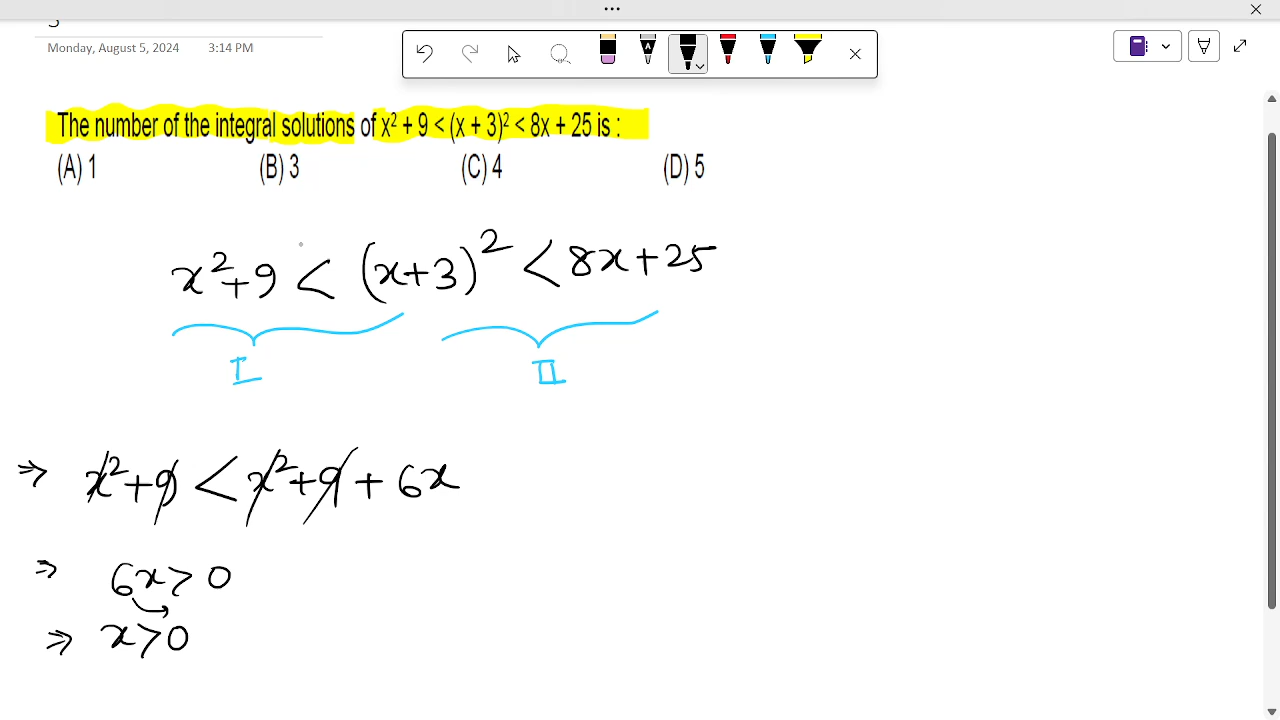 Monday, August 5, 2024 3:14 PM
The number of the integral solutions of x² + 9 < (x + 3)² < 8x + 25 is :
(A) 1 (B) 3 (C) 4 (D) 5
x²+9 < (x+3)² < 8x+25
I II
⇒ x²+9 < x²+9 + 6x
⇒ 6x > 0
⇒ x > 0